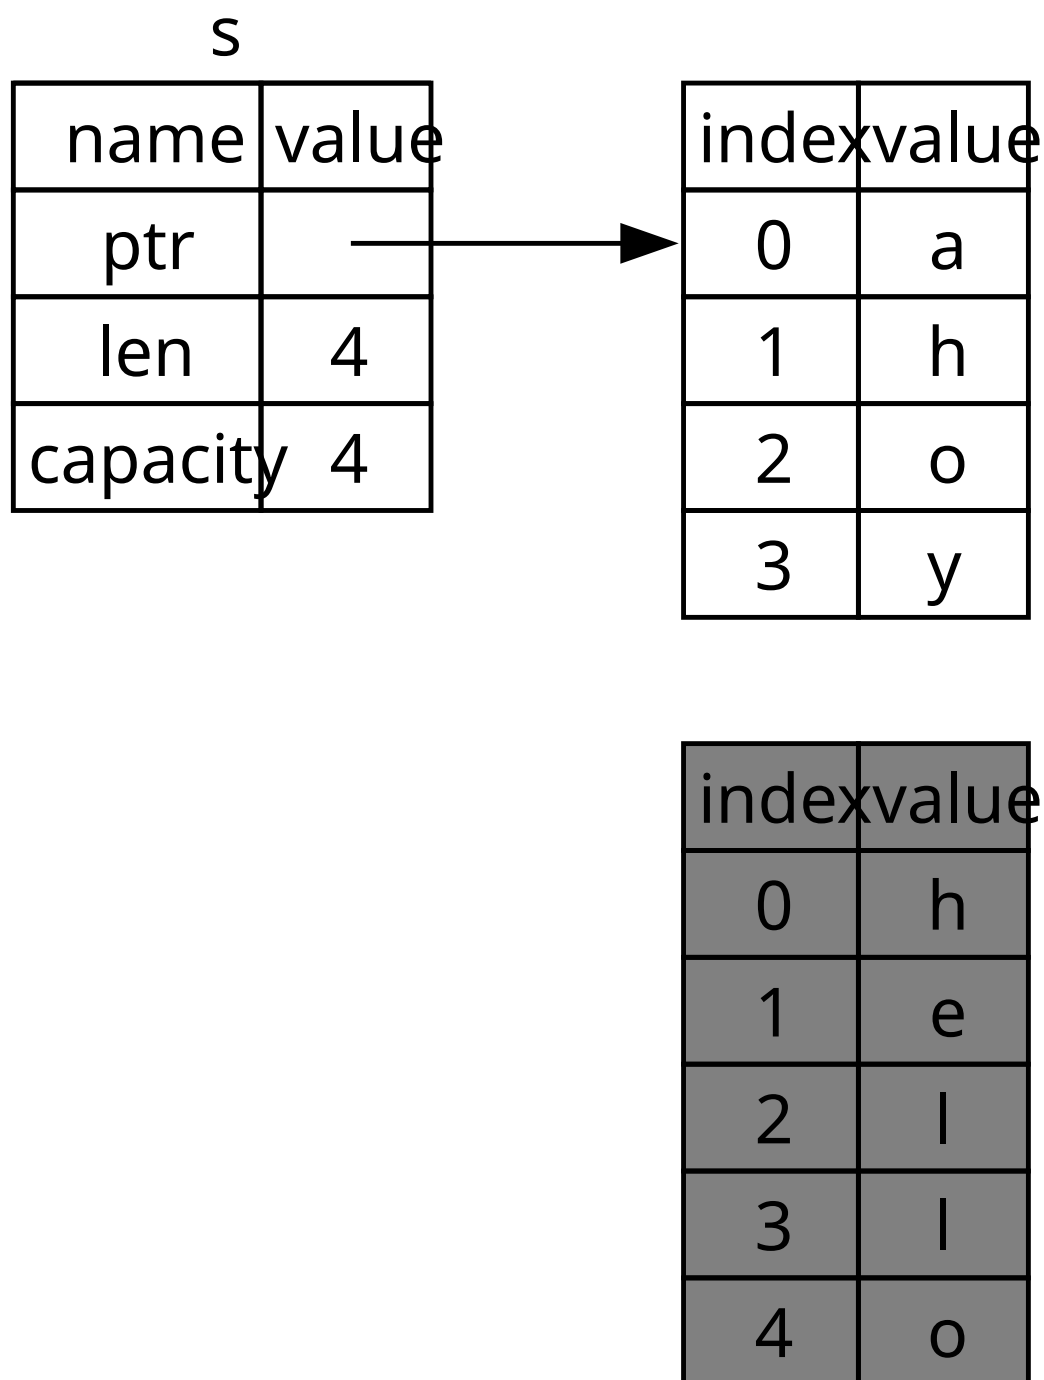 s
name value
ptr
len 4
capacity 4
index value
0 a
1 h
2 o
3 y
index value
0 h
1 e
2 l
3 l
4 o